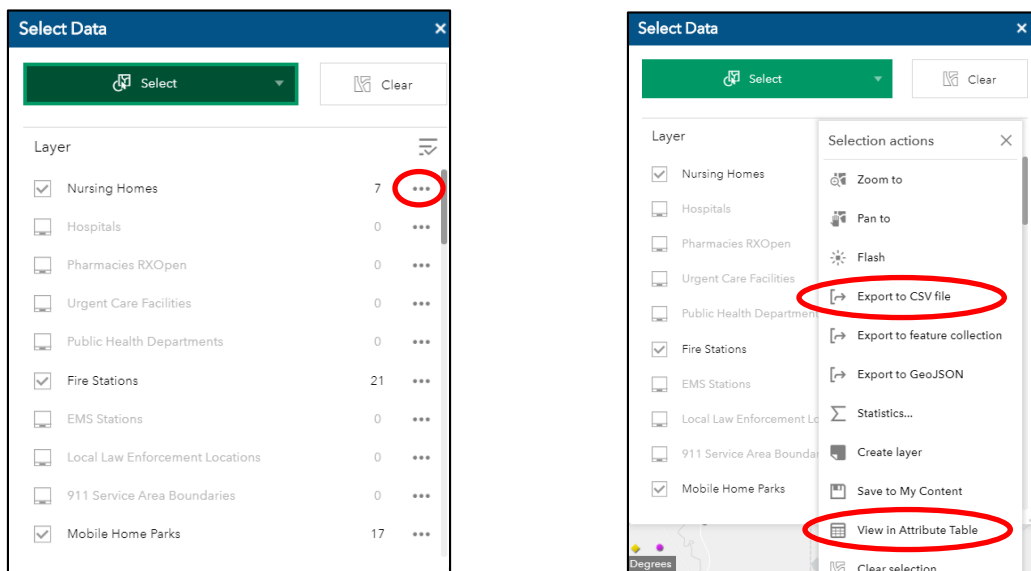 Select Data ×
Select Clear
Layer
Nursing Homes 7 •••
Hospitals 0 •••
Pharmacies RXOpen 0 •••
Urgent Care Facilities 0 •••
Public Health Departments 0 •••
Fire Stations 21 •••
EMS Stations 0 •••
Local Law Enforcement Locations 0 •••
911 Service Area Boundaries 0 •••
Mobile Home Parks 17 •••
Select Data ×
Select Clear
Layer
Nursing Homes
Hospitals
Pharmacies RXOpen
Urgent Care Facilities
Public Health Department
Fire Stations
EMS Stations
Local Law Enforcement Lo
911 Service Area Bounda
Mobile Home Parks
Degrees
Selection actions ×
Zoom to
Pan to
Flash
Export to CSV file
Export to feature collection
Export to GeoJSON
Statistics...
Create layer
Save to My Content
View in Attribute Table
Clear selection